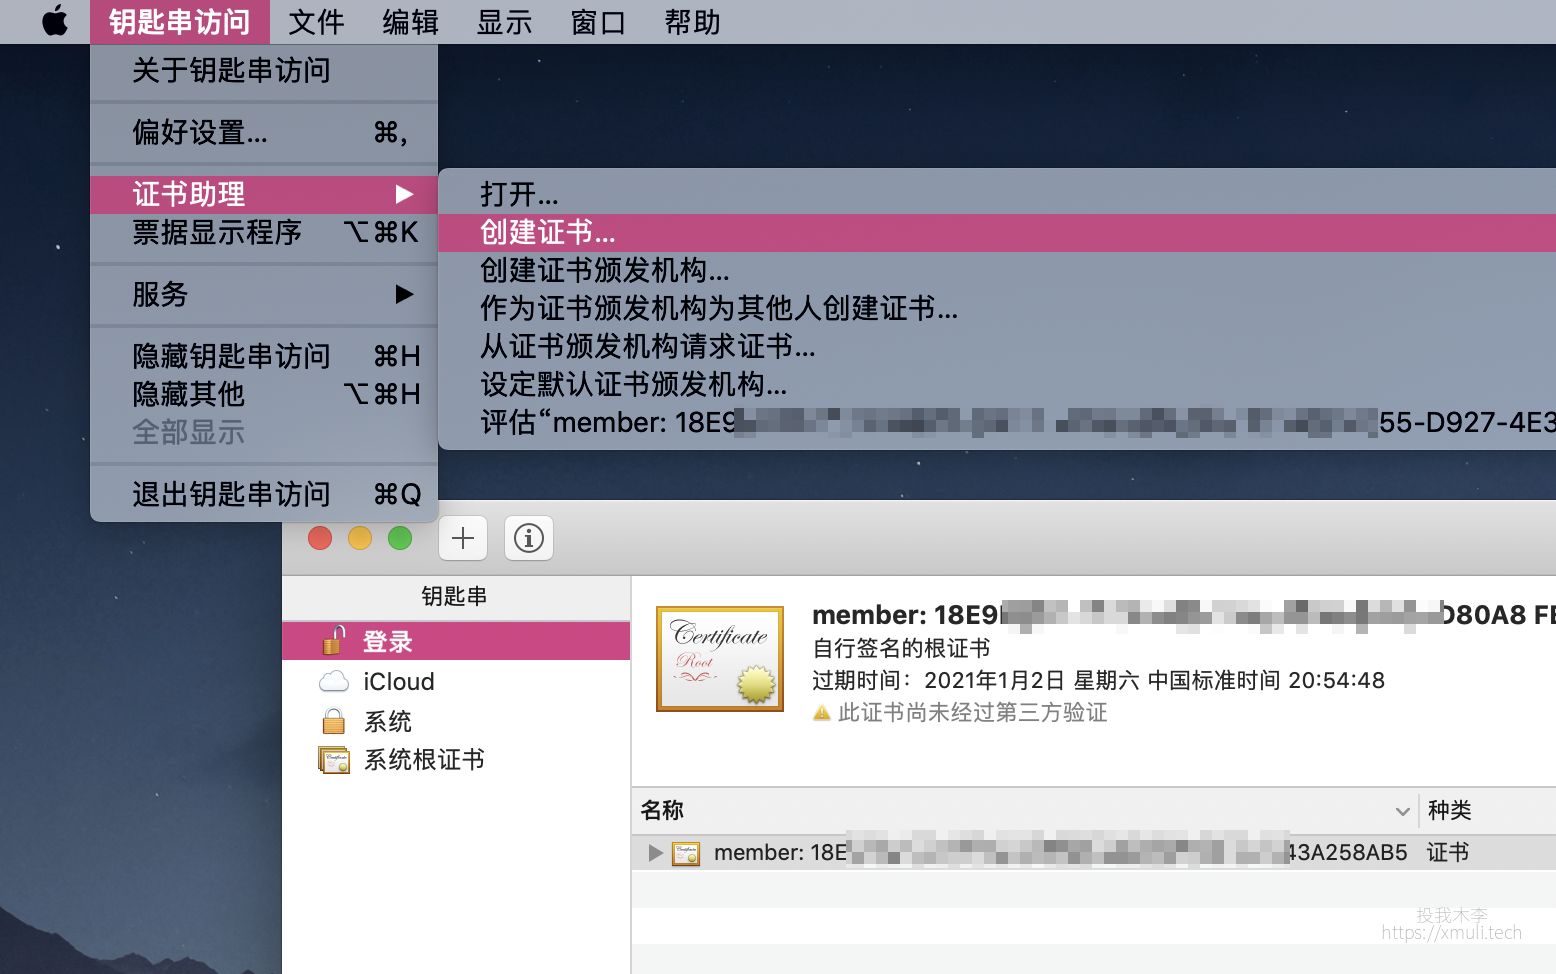 钥匙串访问 文件 编辑 显示 窗口 帮助
关于钥匙串访问
偏好设置... ⌘,
证书助理 ▶
票据显示程序 ⌥⌘K
服务 ▶
隐藏钥匙串访问 ⌘H
隐藏其他 ⌥⌘H
全部显示
退出钥匙串访问 ⌘Q
打开...
创建证书...
创建证书颁发机构...
作为证书颁发机构为其他人创建证书...
从证书颁发机构请求证书...
设定默认证书颁发机构...
评估“member: 18E9 55-D927-4E3
钥匙串
登录
iCloud
系统
系统根证书
Certificate
Root
member: 18E9 D80A8
自行签名的根证书
过期时间：2021年1月2日 星期六 中国标准时间 20:54:48
此证书尚未经过第三方验证
名称 种类
member: 18E 43A258AB5 证书
投我木李
https://xmuli.tech